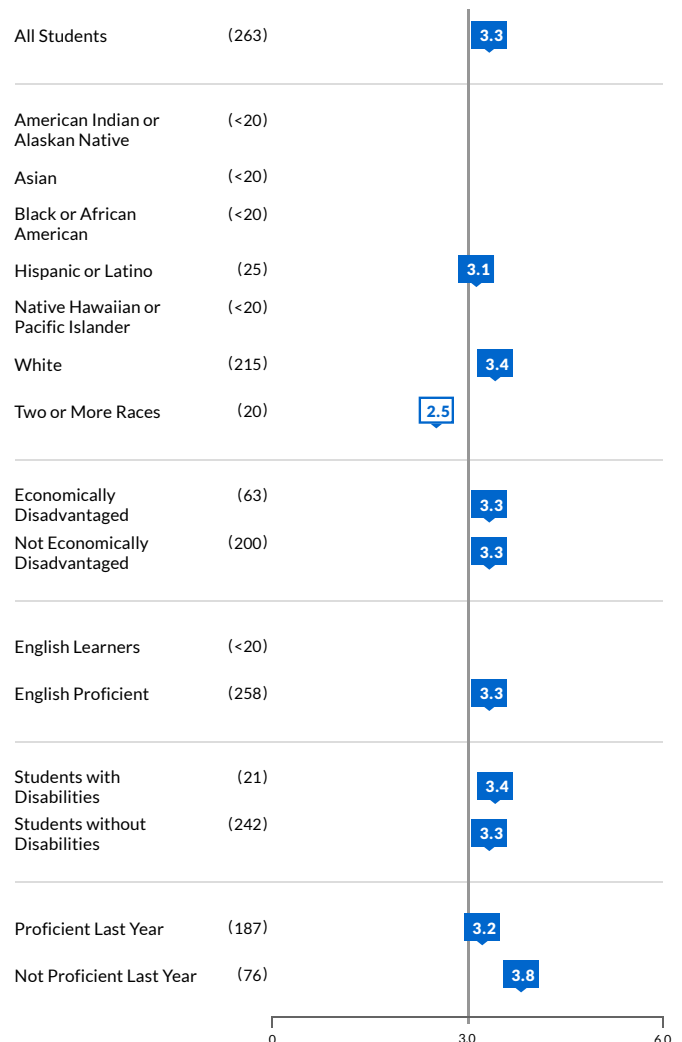 All Students (263) 3.3
American Indian or (<20)
Alaskan Native
Asian (<20)
Black or African (<20)
American
Hispanic or Latino (25) 3.1
Native Hawaiian or (<20)
Pacific Islander
White (215) 3.4
Two or More Races (20) 2.5
Economically (63) 3.3
Disadvantaged
Not Economically (200) 3.3
Disadvantaged
English Learners (<20)
English Proficient (258) 3.3
Students with (21) 3.4
Disabilities
Students without (242) 3.3
Disabilities
Proficient Last Year (187) 3.2
Not Proficient Last Year (76) 3.8
0 3.0 6.0